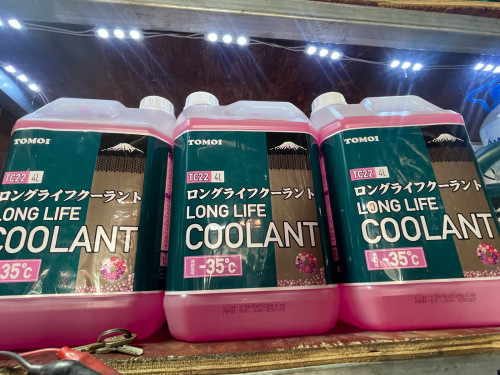 TOMOI
TC22 4L
ロングライフクーラント
LONG LIFE
COOLANT
-35°C
TOMOI
TC22 4L
ロングライフクーラント
LONG LIFE
COOLANT
-35°C
TOMOI
TC22 4L
ロングライフクーラント
LONG LIFE
COOLANT
-35°C